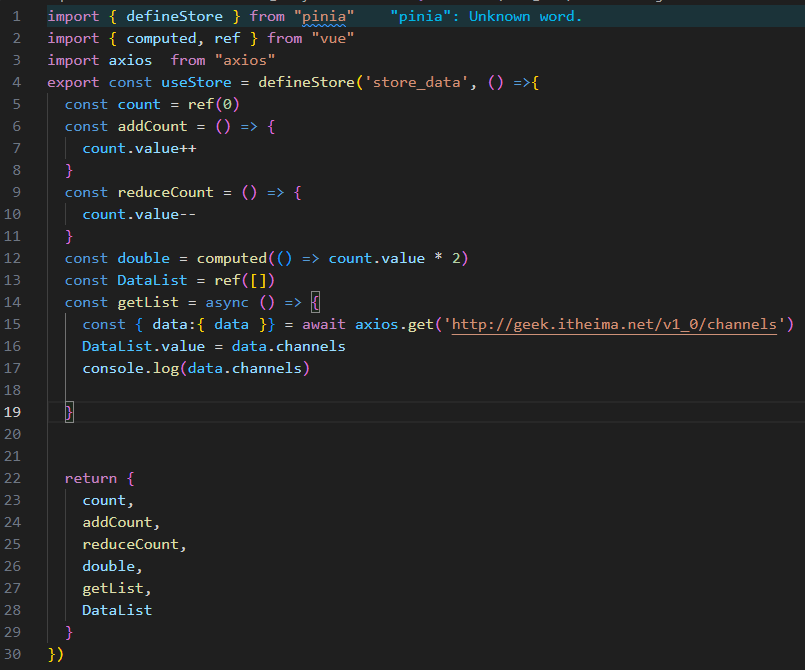 1 import { defineStore } from "pinia" "pinia": Unknown word.
2 import { computed, ref } from "vue"
3 import axios  from "axios"
4 export const useStore = defineStore('store_data', () =>{
5   const count = ref(0)
6   const addCount = () => {
7     count.value++
8   }
9   const reduceCount = () => {
10     count.value--
11   }
12   const double = computed(() => count.value * 2)
13   const DataList = ref([])
14   const getList = async () => {
15     const { data:{ data }} = await axios.get('http://geek.itheima.net/v1_0/channels')
16     DataList.value = data.channels
17     console.log(data.channels)
18
19   }
20
21
22   return {
23     count,
24     addCount,
25     reduceCount,
26     double,
27     getList,
28     DataList
29   }
30 })